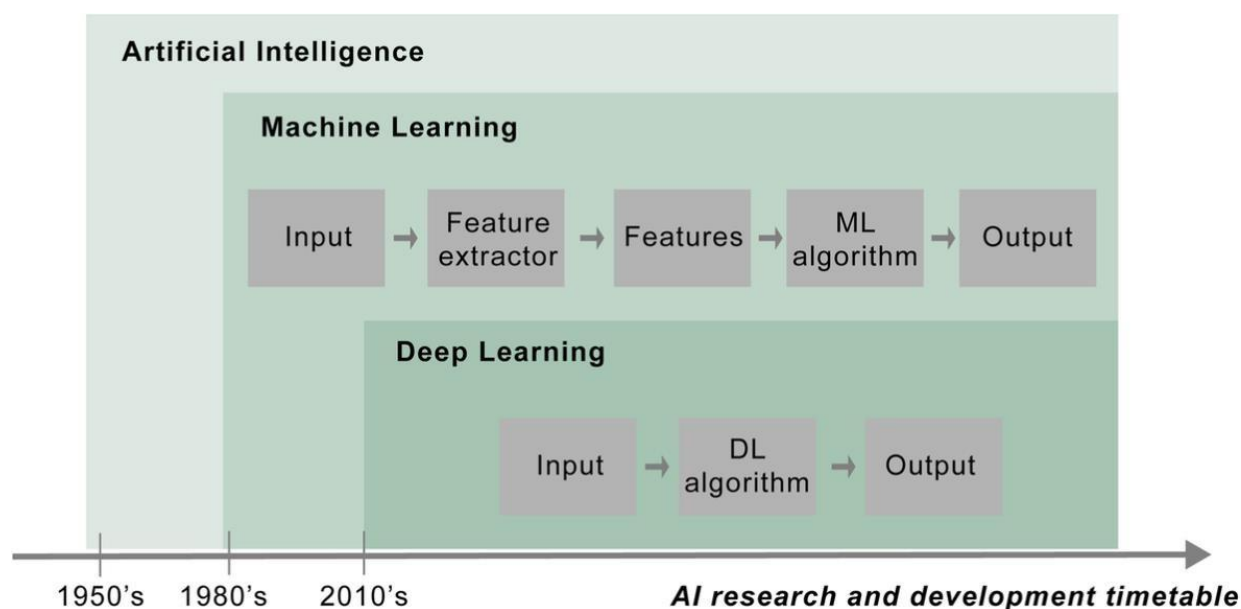 Artificial Intelligence
Machine Learning
Input
Feature
extractor
Features
ML
algorithm
Output
Deep Learning
Input
DL
algorithm
Output
1950’s
1980’s
2010’s
AI research and development timetable